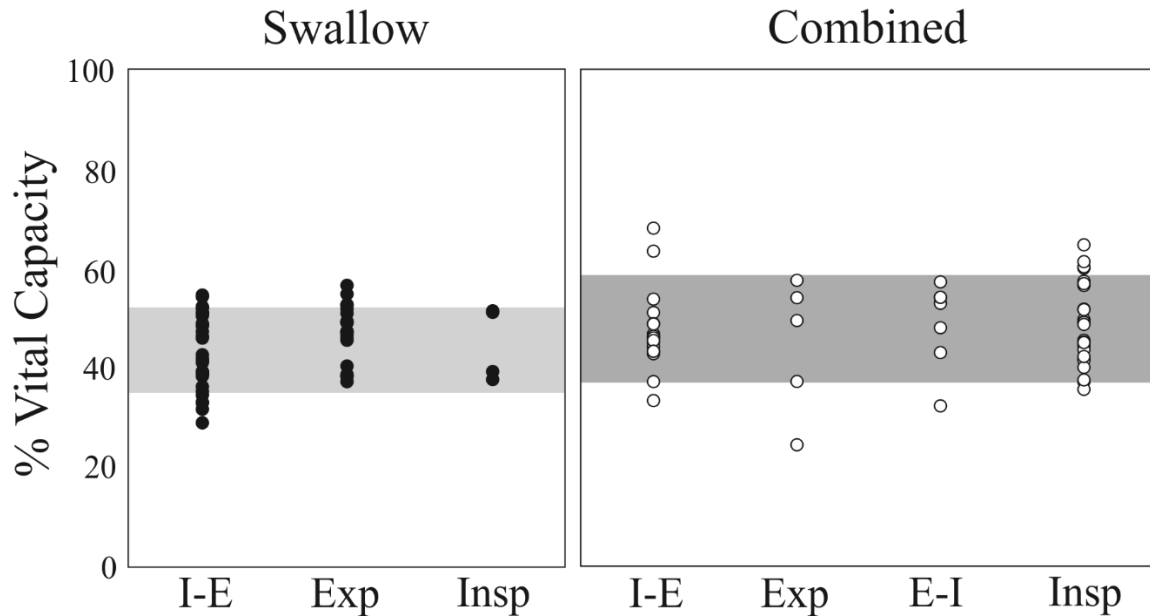 Swallow
Combined
% Vital Capacity
100
80
60
40
20
0
I-E Exp Insp
I-E Exp E-I Insp